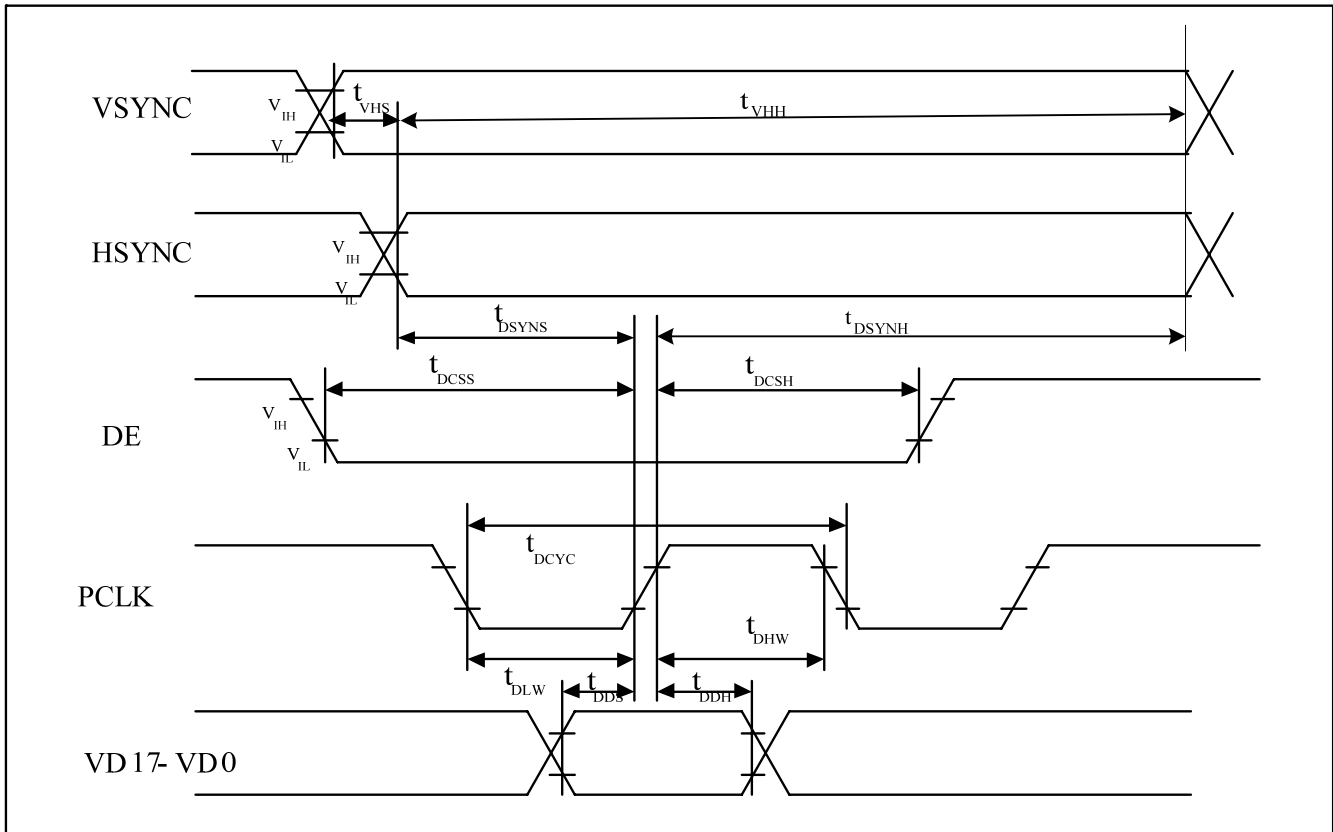 VSYNC
V IH
V IL
t VHS
t VHH
HSYNC
V IH
V IL
t DSYNS
t DSYNH
t DCSS
t DCSH
DE
V IH
V IL
t DCYC
PCLK
t DHW
t DLW
t DDS
t DDH
VD17-VD0